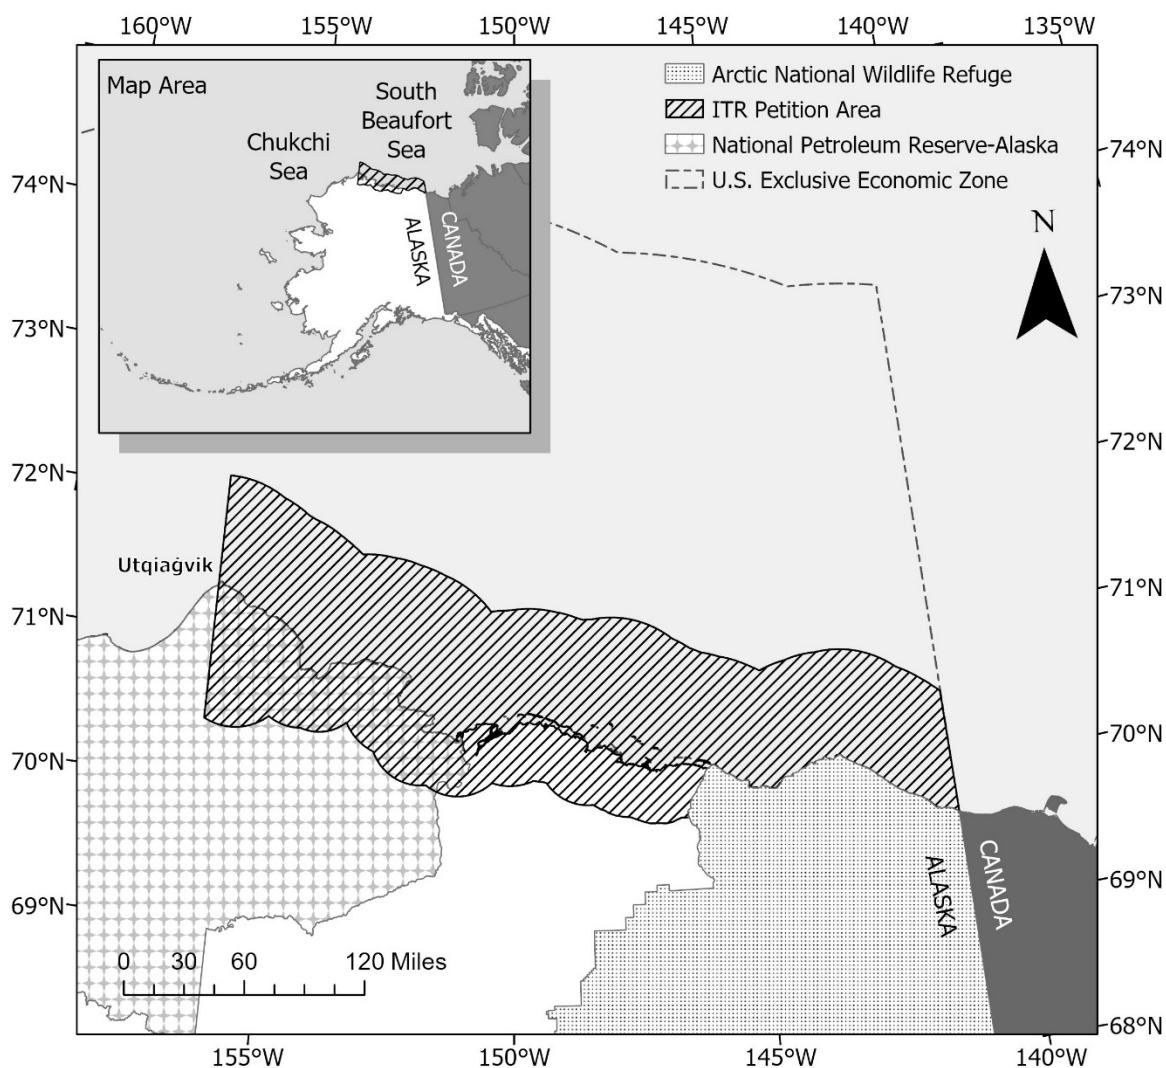 160°W 155°W 150°W 145°W 140°W 135°W
Map Area
South
Beaufort
Sea
Chukchi
Sea
ALASKA
CANADA
Arctic National Wildlife Refuge
ITR Petition Area
National Petroleum Reserve-Alaska
U.S. Exclusive Economic Zone
N
74°N
74°N
73°N
73°N
72°N
72°N
Utqiaġvik
71°N
71°N
70°N
70°N
69°N
69°N
68°N
ALASKA
CANADA
0 30 60 120 Miles
155°W 150°W 145°W 140°W